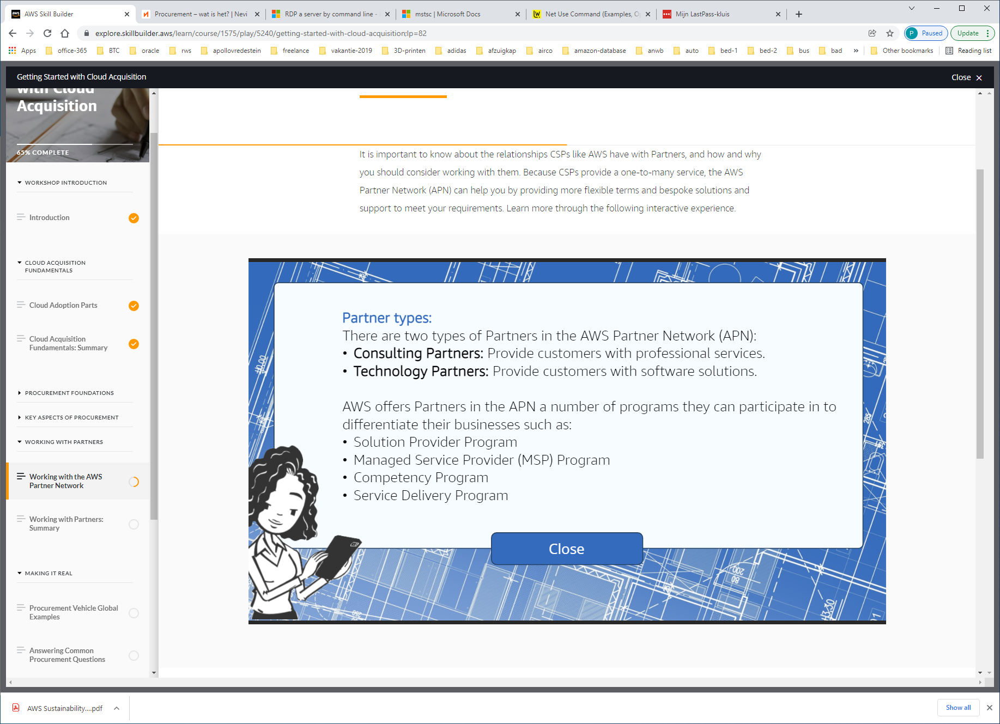 AWS Skill Builder
Procurement – wat is het? | Nevi
RDP a server by command line -
mstsc | Microsoft Docs
Net Use Command (Examples, O
Mijn LastPass-kluis
explore.skillbuilder.aws/learn/course/1575/play/5240/getting-started-with-cloud-acquisition;lp=82
P Paused
Update
Apps
office-365
BTC
oracle
rws
apollovredestein
freelance
vakantie-2019
3D-printen
adidas
afzuigkap
airco
amazon-database
anwb
auto
bed-1
bed-2
bus
bad
»
Other bookmarks
Reading list
Getting Started with Cloud Acquisition
Close
with Cloud
Acquisition
65% COMPLETE
WORKSHOP INTRODUCTION
Introduction
CLOUD ACQUISITION
FUNDAMENTALS
Cloud Adoption Parts
Cloud Acquisition
Fundamentals: Summary
PROCUREMENT FOUNDATIONS
KEY ASPECTS OF PROCUREMENT
WORKING WITH PARTNERS
Working with the AWS
Partner Network
Working with Partners:
Summary
MAKING IT REAL
Procurement Vehicle Global
Examples
Answering Common
Procurement Questions
It is important to know about the relationships CSPs like AWS have with Partners, and how and why
you should consider working with them. Because CSPs provide a one-to-many service, the AWS
Partner Network (APN) can help you by providing more flexible terms and bespoke solutions and
support to meet your requirements. Learn more through the following interactive experience.
Partner types:
There are two types of Partners in the AWS Partner Network (APN):
• Consulting Partners: Provide customers with professional services.
• Technology Partners: Provide customers with software solutions.
AWS offers Partners in the APN a number of programs they can participate in to
differentiate their businesses such as:
• Solution Provider Program
• Managed Service Provider (MSP) Program
• Competency Program
• Service Delivery Program
Close
AWS Sustainability....pdf
Show all